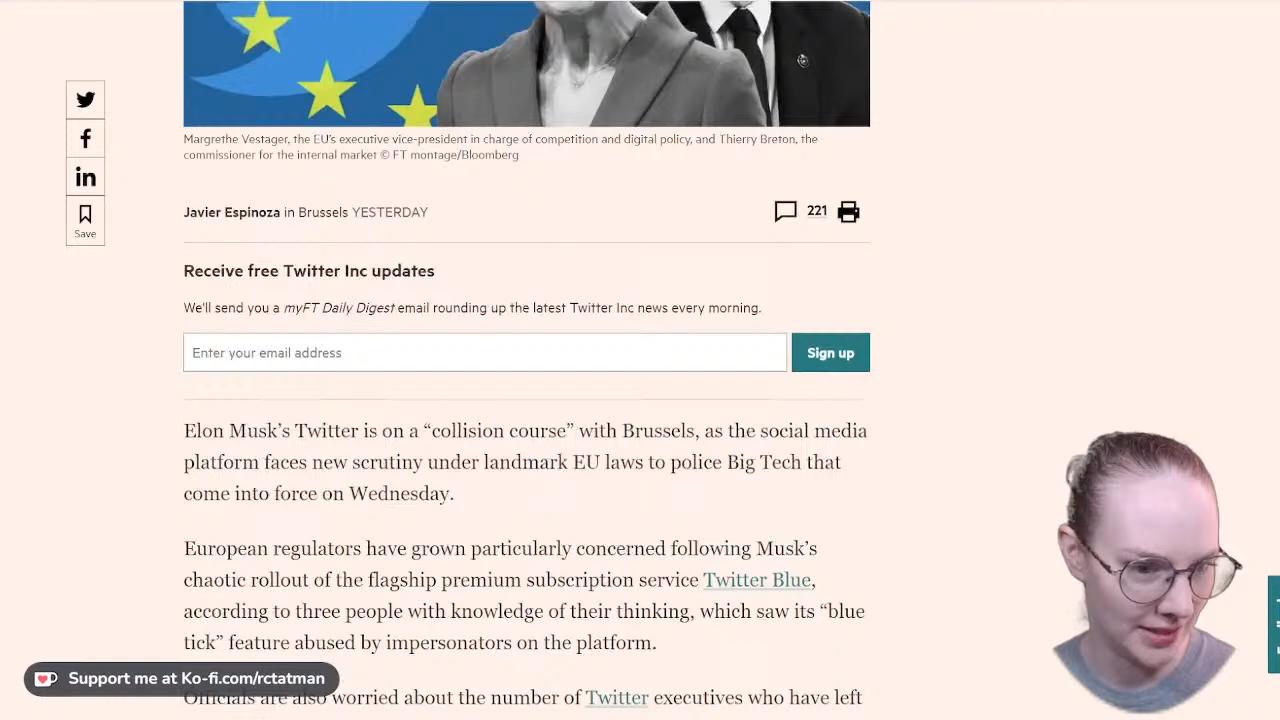 Margrethe Vestager, the EU's executive vice-president in charge of competition and digital policy, and Thierry Breton, the
commissioner for the internal market © FT montage/Bloomberg
Save
Javier Espinoza in Brussels YESTERDAY
221
Receive free Twitter Inc updates
We'll send you a myFT Daily Digest email rounding up the latest Twitter Inc news every morning.
Enter your email address
Sign up
Elon Musk’s Twitter is on a “collision course” with Brussels, as the social media
platform faces new scrutiny under landmark EU laws to police Big Tech that
come into force on Wednesday.
European regulators have grown particularly concerned following Musk’s
chaotic rollout of the flagship premium subscription service Twitter Blue,
according to three people with knowledge of their thinking, which saw its “blue
tick” feature abused by impersonators on the platform.
Support me at Ko-fi.com/rctatman
Officials are also worried about the number of Twitter executives who have left